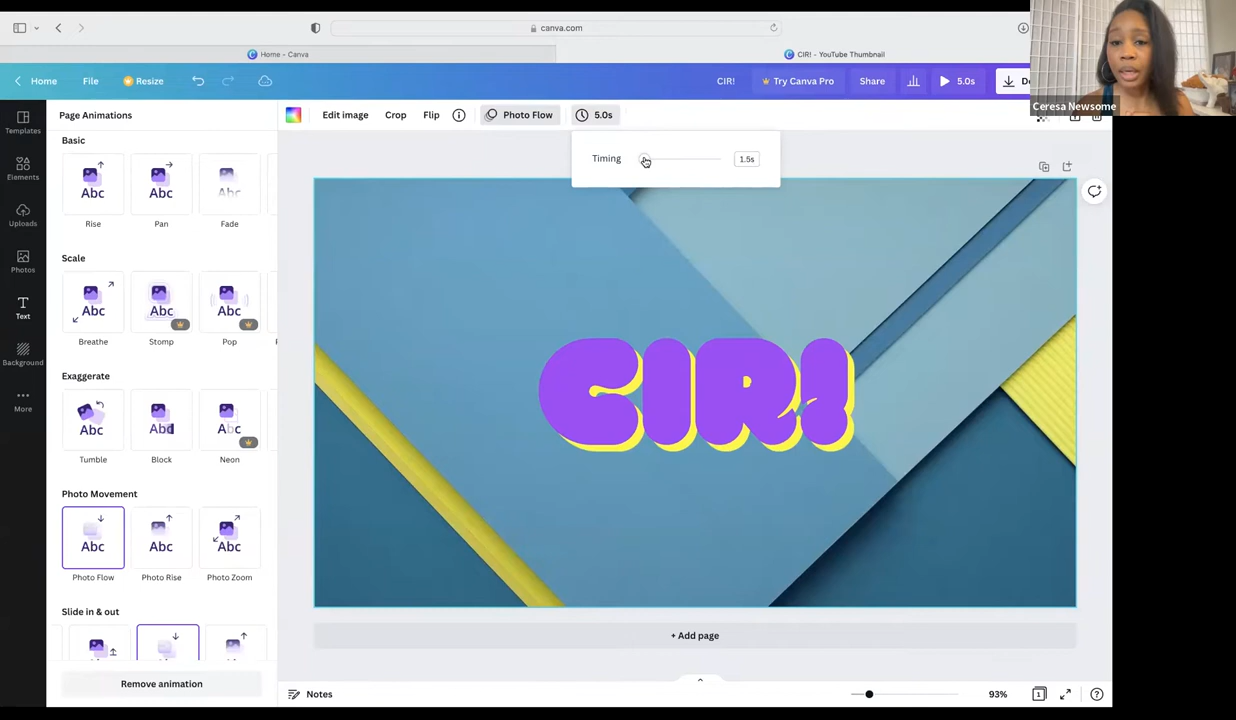 canva.com
Home - Canva
CIR! - YouTube Thumbnail
Home
File
Resize
CIR!
Try Canva Pro
Share
5.0s
Ceresa Newsome
Templates
Elements
Uploads
Photos
Text
Background
More
Page Animations
Basic
Abc Abc Abc
Rise Pan Fade
Scale
Abc Abc Abc
Breathe Stomp Pop
Exaggerate
Abc Abd Abc
Tumble Block Neon
Photo Movement
Abc Abc Abc
Photo Flow Photo Rise Photo Zoom
Slide in & out
Remove animation
Edit image Crop Flip Photo Flow 5.0s
Timing 1.5s
CIR!
+ Add page
Notes
93%
1